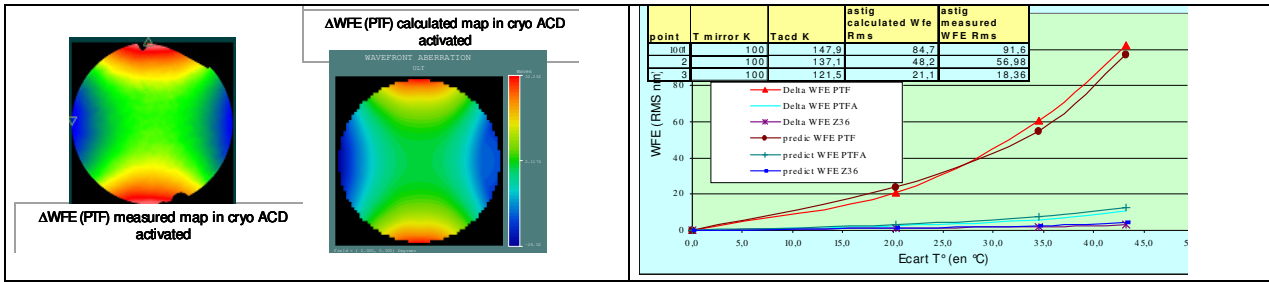 ΔWFE (PTF) calculated map in cryo ACD
activated
WAVEFRONT ABERRATION
Waves
ΔWFE (PTF) measured map in cryo ACD
activated
point T mirror K Tacd K astig calculated Wfe Rms astig measured WFE Rms
1 100 147,9 84,7 91,6
2 100 137,1 48,2 56,98
3 100 121,5 21,1 18,36
Delta WFE PTF
Delta WFE PTFA
Delta WFE Z36
predic WFE PTF
predict WFE PTFA
predict WFE Z36
WFE (RMS nm)
100
80
60
40
20
0
0,0 5,0 10,0 15,0 20,0 25,0 30,0 35,0 40,0 45,0 5
Ecart T° (en °C)